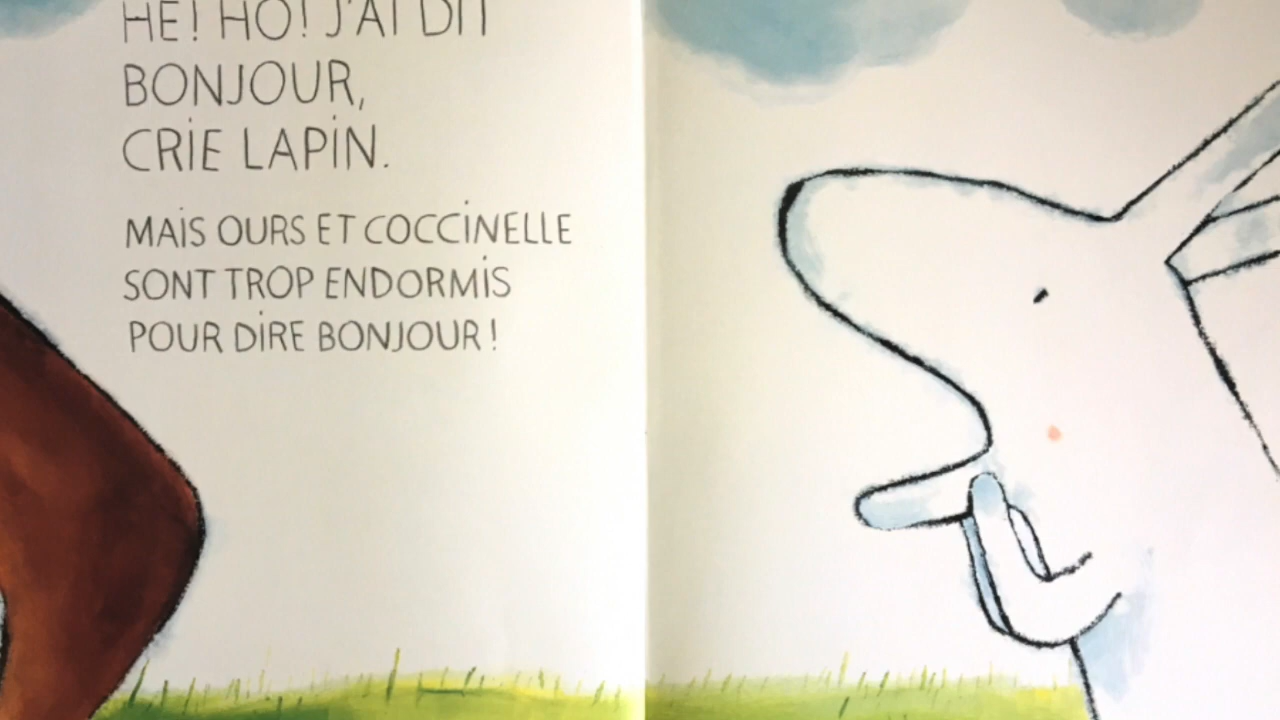 HÉ! HO! J'AI DIT
BONJOUR,
CRiE LAPiN.
MAiS OURS ET COCCiNELLE
SONT TROP ENDORMiS
POUR DiRE BONJOUR!